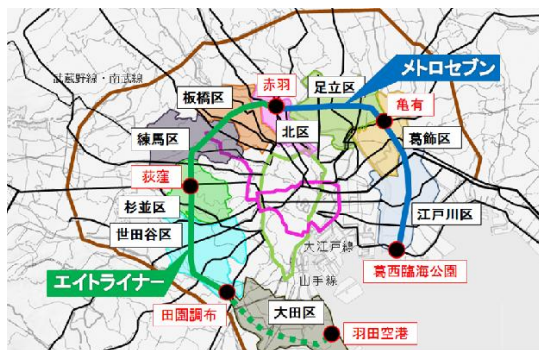 武蔵野線・南武線
赤羽
足立区
メトロセブン
板橋区
亀有
練馬区
北区
葛飾区
荻窪
杉並区
江戸川区
世田谷区
大江戸線
エイトライナー
山手線
葛西臨海公園
田園調布
大田区
羽田空港